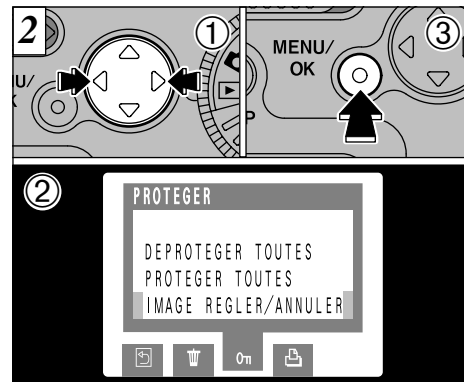 2
①
U/
K
P
MENU/
OK
③
②
PROTEGER
DEPROTEGER TOUTES
PROTEGER TOUTES
IMAGE REGLER/ANNULER